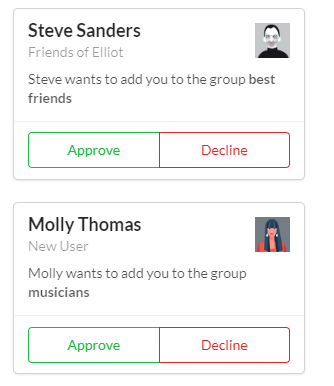 Steve Sanders
Friends of Elliot
Steve wants to add you to the group best
friends
Approve
Decline
Molly Thomas
New User
Molly wants to add you to the group
musicians
Approve
Decline